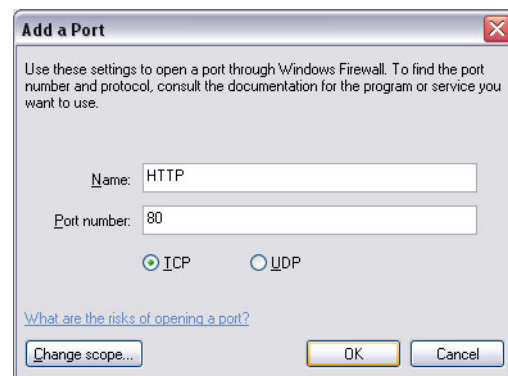 Add a Port
Use these settings to open a port through Windows Firewall. To find the port
number and protocol, consult the documentation for the program or service you
want to use.
Name: HTTP
Port number: 80
TCP UDP
What are the risks of opening a port?
Change scope... OK Cancel